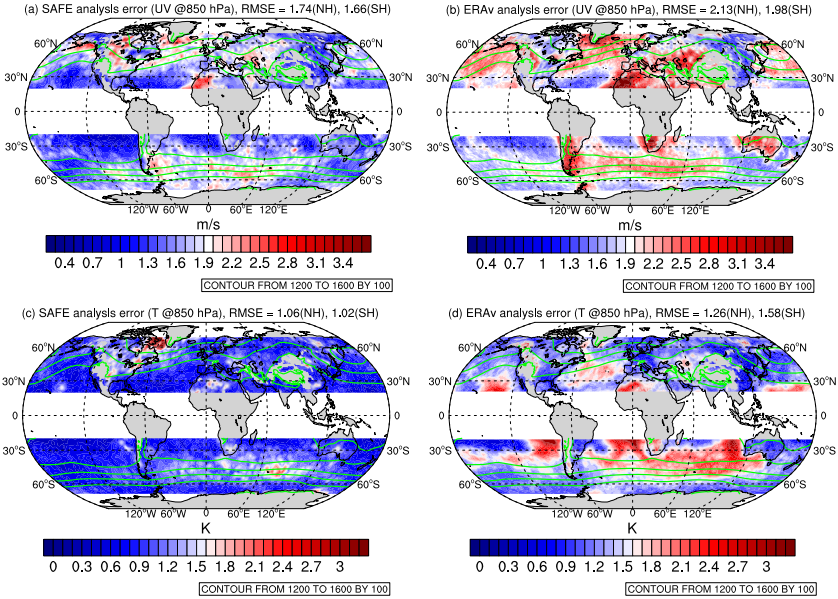 (a) SAFE analysis error (UV @850 hPa), RMSE = 1.74(NH), 1.66(SH)
60°N 60°N
30°N 30°N
0 0
30°S 30°S
60°S 60°S
120°W 60°W 0 60°E 120°E
m/s
0.4 0.7 1 1.3 1.6 1.9 2.2 2.5 2.8 3.1 3.4
CONTOUR FROM 1200 TO 1600 BY 100
(b) ERAv analysis error (UV @850 hPa), RMSE = 2.13(NH), 1.98(SH)
60°N 60°N
30°N 30°N
0 0
30°S 30°S
60°S 60°S
120°W 60°W 0 60°E 120°E
m/s
0.4 0.7 1 1.3 1.6 1.9 2.2 2.5 2.8 3.1 3.4
CONTOUR FROM 1200 TO 1600 BY 100
(c) SAFE analysis error (T @850 hPa), RMSE = 1.06(NH), 1.02(SH)
60°N 60°N
30°N 30°N
0 0
30°S 30°S
60°S 60°S
120°W 60°W 0 60°E 120°E
K
0 0.3 0.6 0.9 1.2 1.5 1.8 2.1 2.4 2.7 3
CONTOUR FROM 1200 TO 1600 BY 100
(d) ERAv analysis error (T @850 hPa), RMSE = 1.26(NH), 1.58(SH)
60°N 60°N
30°N 30°N
0 0
30°S 30°S
60°S 60°S
120°W 60°W 0 60°E 120°E
K
0 0.3 0.6 0.9 1.2 1.5 1.8 2.1 2.4 2.7 3
CONTOUR FROM 1200 TO 1600 BY 100